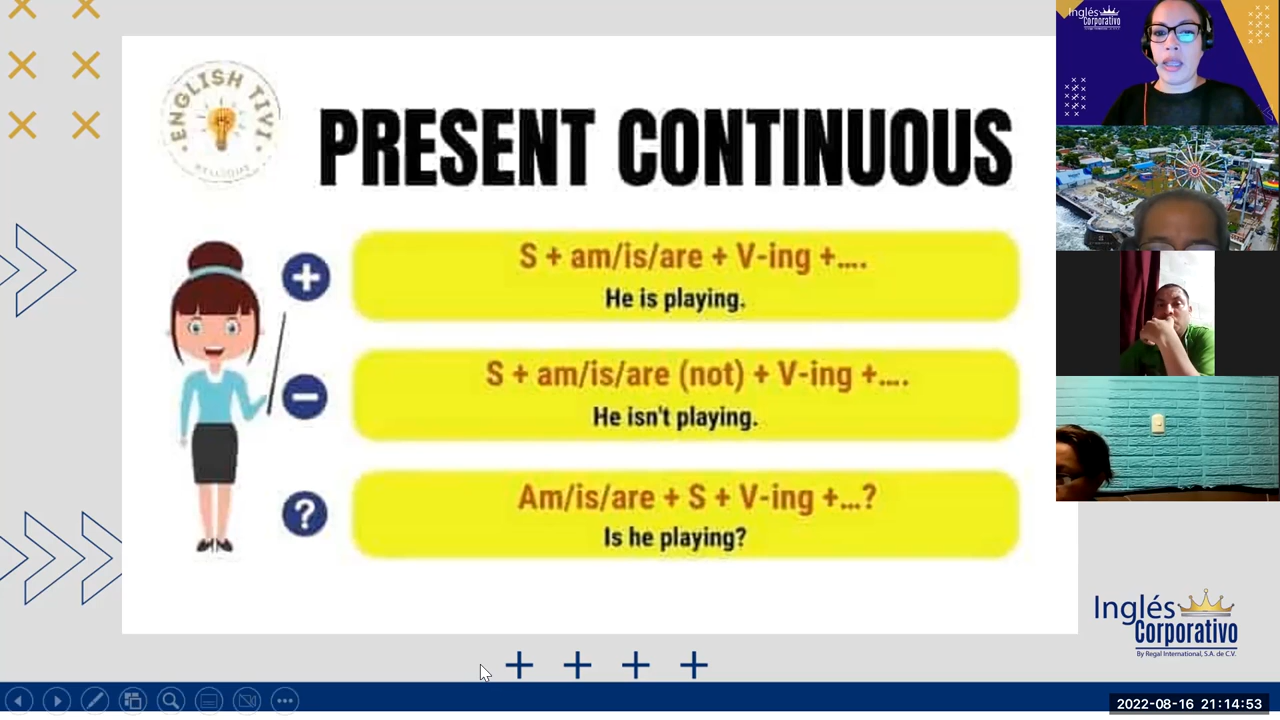 ENGLISH TIVI
PRESENT CONTINUOUS
S + am/is/are + V-ing +....
He is playing.
S + am/is/are (not) + V-ing +....
He isn't playing.
Am/is/are + S + V-ing +...?
Is he playing?
Inglés
Corporativo
Inglés
Corporativo
By Regal International, S.A. de C.V.
2022-08-16 21:14:53